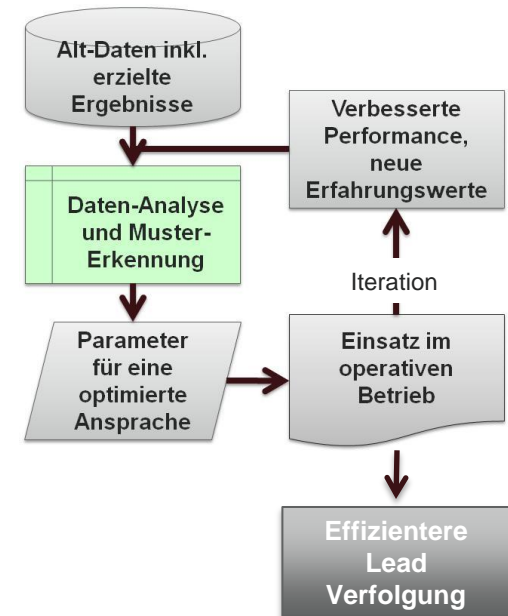 Alt-Daten inkl.
erzielte
Ergebnisse
Verbesserte
Performance,
neue
Erfahrungswerte
Daten-Analyse
und Muster-
Erkennung
Iteration
Parameter
für eine
optimierte
Ansprache
Einsatz im
operativen
Betrieb
Effizientere
Lead
Verfolgung